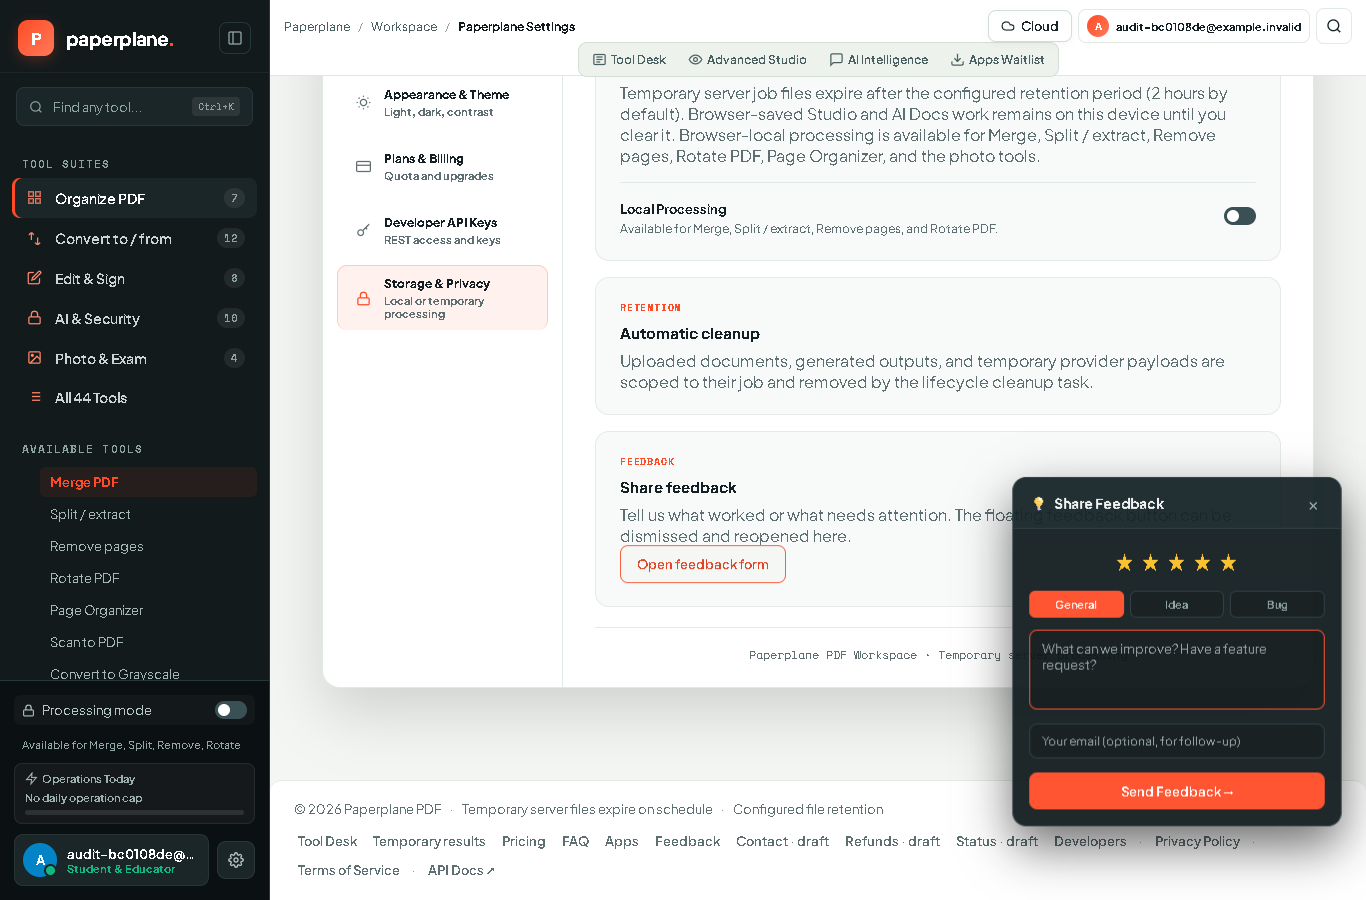 P
paperplane.
Find any tool...
Ctrl+K
TOOL SUITES
Organize PDF
7
Convert to / from
12
Edit & Sign
8
AI & Security
10
Photo & Exam
4
All 44 Tools
AVAILABLE TOOLS
Merge PDF
Split / extract
Remove pages
Rotate PDF
Page Organizer
Scan to PDF
Convert to Grayscale
Processing mode
Available for Merge, Split, Remove, Rotate
Operations Today
No daily operation cap
A
audit-bc0108de@...
Student & Educator
Paperplane / Workspace / Paperplane Settings
Cloud
A
audit-bc0108de@example.invalid
Tool Desk
Advanced Studio
AI Intelligence
Apps Waitlist
Appearance & Theme
Light, dark, contrast
Plans & Billing
Quota and upgrades
Developer API Keys
REST access and keys
Storage & Privacy
Local or temporary
processing
Temporary server job files expire after the configured retention period (2 hours by
default). Browser-saved Studio and AI Docs work remains on this device until you
clear it. Browser-local processing is available for Merge, Split / extract, Remove
pages, Rotate PDF, Page Organizer, and the photo tools.
Local Processing
Available for Merge, Split / extract, Remove pages, and Rotate PDF.
RETENTION
Automatic cleanup
Uploaded documents, generated outputs, and temporary provider payloads are
scoped to their job and removed by the lifecycle cleanup task.
FEEDBACK
Share feedback
Tell us what worked or what needs attention. The floating feedback button can be
dismissed and reopened here.
Open feedback form
Paperplane PDF Workspace · Temporary
Share Feedback
×
★ ★ ★ ★ ★
General
Idea
Bug
What can we improve? Have a feature
request?
Your email (optional, for follow-up)
Send Feedback →
© 2026 Paperplane PDF · Temporary server files expire on schedule · Configured file retention
Tool Desk Temporary results Pricing FAQ Apps Feedback Contact · draft Refunds · draft Status · draft Developers · Privacy Policy ·
Terms of Service · API Docs ↗